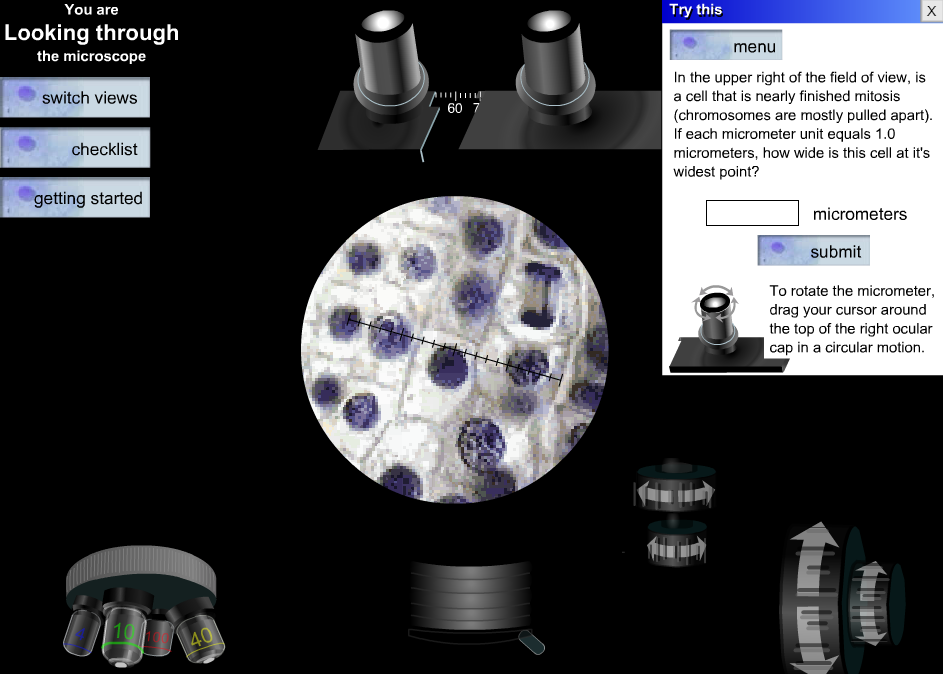 You are
Looking through
the microscope
switch views
checklist
getting started
60 7
Try this
X
menu
In the upper right of the field of view, is
a cell that is nearly finished mitosis
(chromosomes are mostly pulled apart).
If each micrometer unit equals 1.0
micrometers, how wide is this cell at it's
widest point?
micrometers
submit
To rotate the micrometer,
drag your cursor around
the top of the right ocular
cap in a circular motion.
4
10
100
40